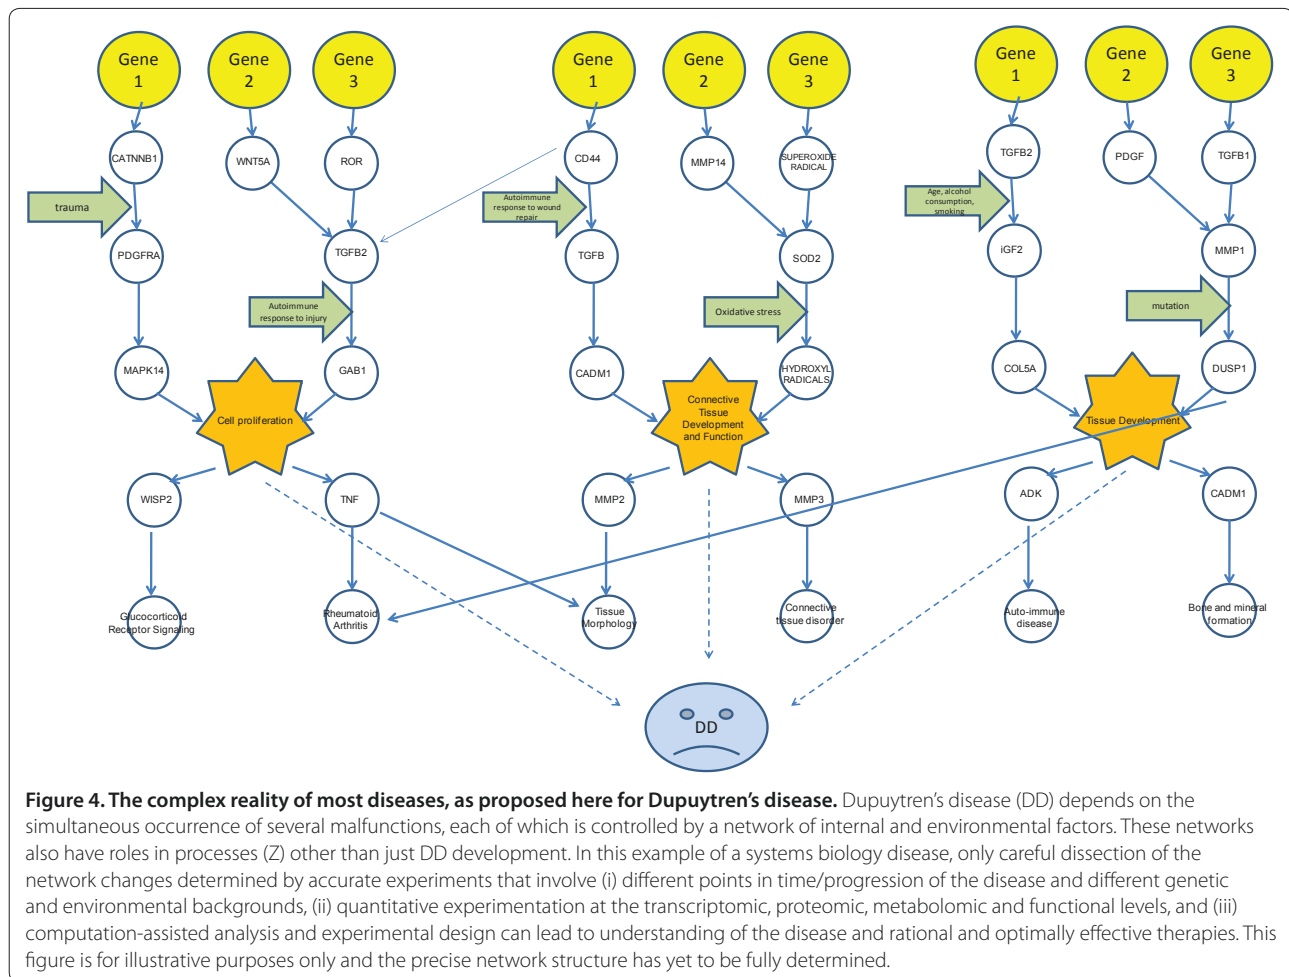 Gene
1
Gene
2
Gene
3
Gene
1
Gene
2
Gene
3
Gene
1
Gene
2
Gene
3
CATNNB1
WNT5A
ROR
CD44
MMP14
SUPEROXIDE
RADICAL
TGFB2
PDGF
TGFB1
trauma
Autoimmune
response to wound
repair
Age, alcohol
consumption,
smoking
PDGFRA
TGFB2
TGFB
SOD2
iGF2
MMP1
Autoimmune
response to injury
Oxidative stress
mutation
MAPK14
GAB1
CADM1
HYDROXYL
RADICALS
COL5A
DUSP1
Cell proliferation
Connective
Tissue
Development
and Function
Tissue Development
WISP2
TNF
MMP2
MMP3
ADK
CADM1
Glucocorticoid
Receptor Signaling
Rheumatoid
Arthritis
Tissue
Morphology
Connective
tissue disorder
Auto-immune
disease
Bone and mineral
formation
DD
Figure 4. The complex reality of most diseases, as proposed here for Dupuytren's disease. Dupuytren's disease (DD) depends on the
simultaneous occurrence of several malfunctions, each of which is controlled by a network of internal and environmental factors. These networks
also have roles in processes (Z) other than just DD development. In this example of a systems biology disease, only careful dissection of the
network changes determined by accurate experiments that involve (i) different points in time/progression of the disease and different genetic
and environmental backgrounds, (ii) quantitative experimentation at the transcriptomic, proteomic, metabolomic and functional levels, and (iii)
computation-assisted analysis and experimental design can lead to understanding of the disease and rational and optimally effective therapies. This
figure is for illustrative purposes only and the precise network structure has yet to be fully determined.